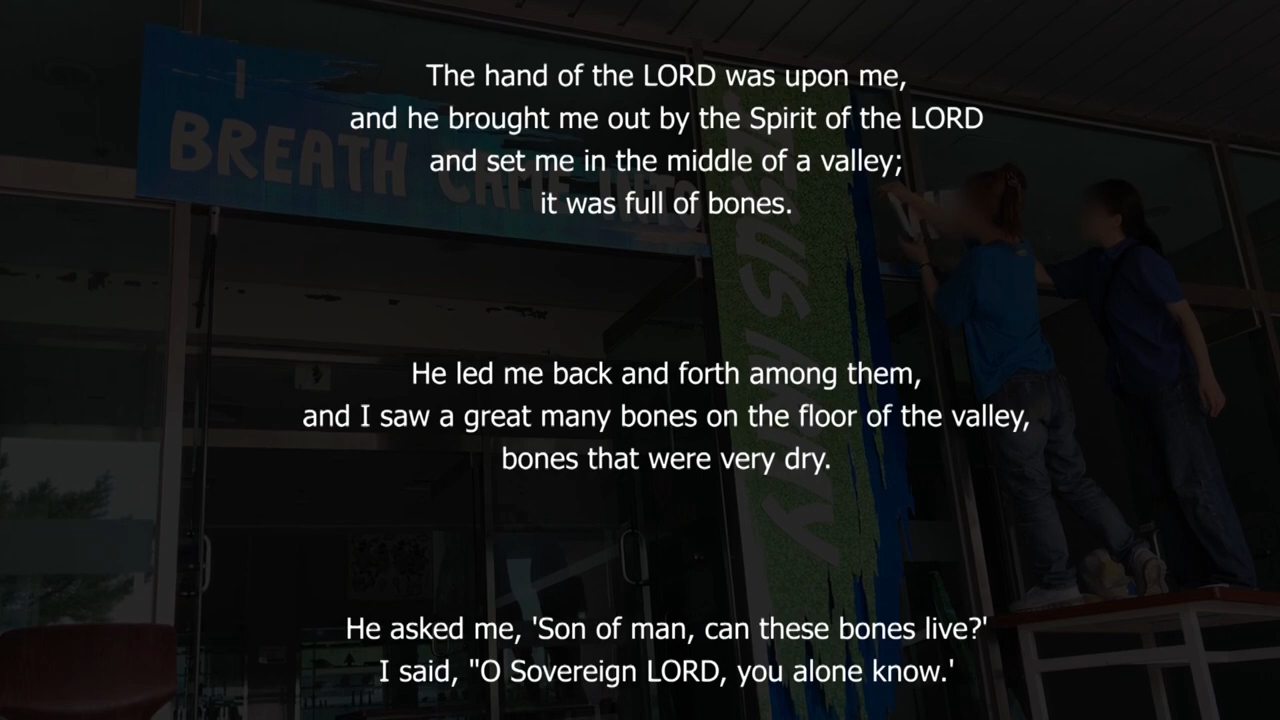 The hand of the LORD was upon me,
and he brought me out by the Spirit of the LORD
and set me in the middle of a valley;
it was full of bones.
He led me back and forth among them,
and I saw a great many bones on the floor of the valley,
bones that were very dry.
He asked me, 'Son of man, can these bones live?'
I said, "O Sovereign LORD, you alone know.'
I
BREATH CAME INTO